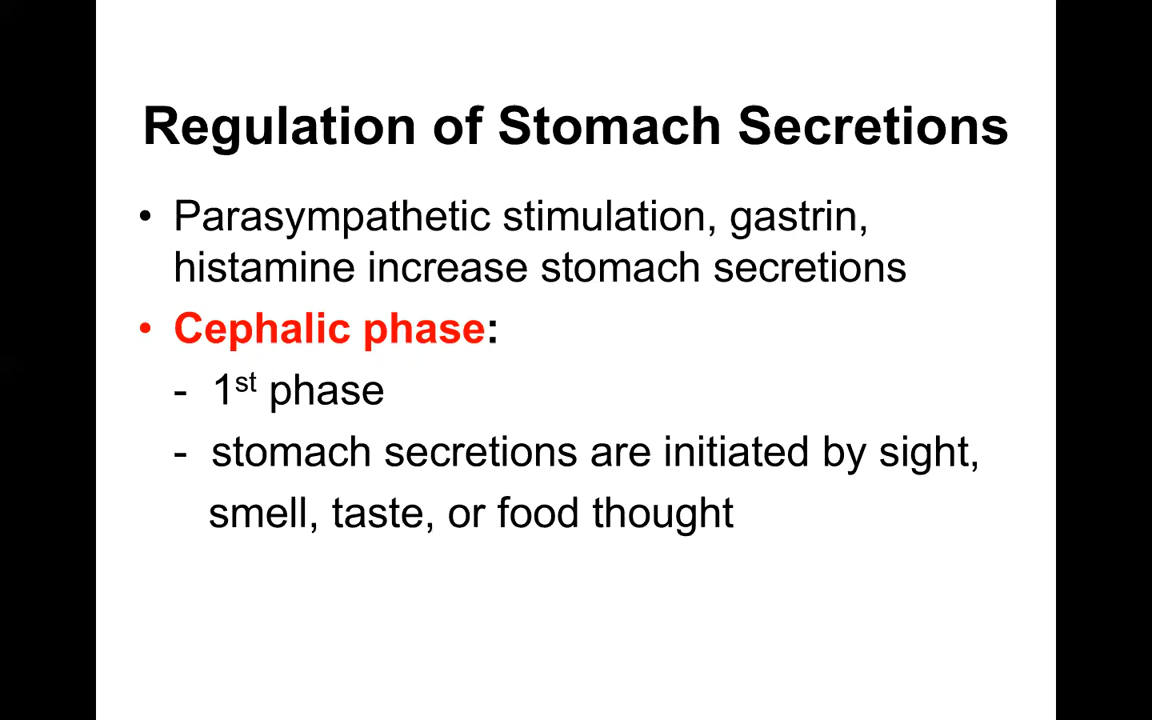 Regulation of Stomach Secretions
• Parasympathetic stimulation, gastrin,
histamine increase stomach secretions
• Cephalic phase:
- 1st phase
- stomach secretions are initiated by sight,
smell, taste, or food thought